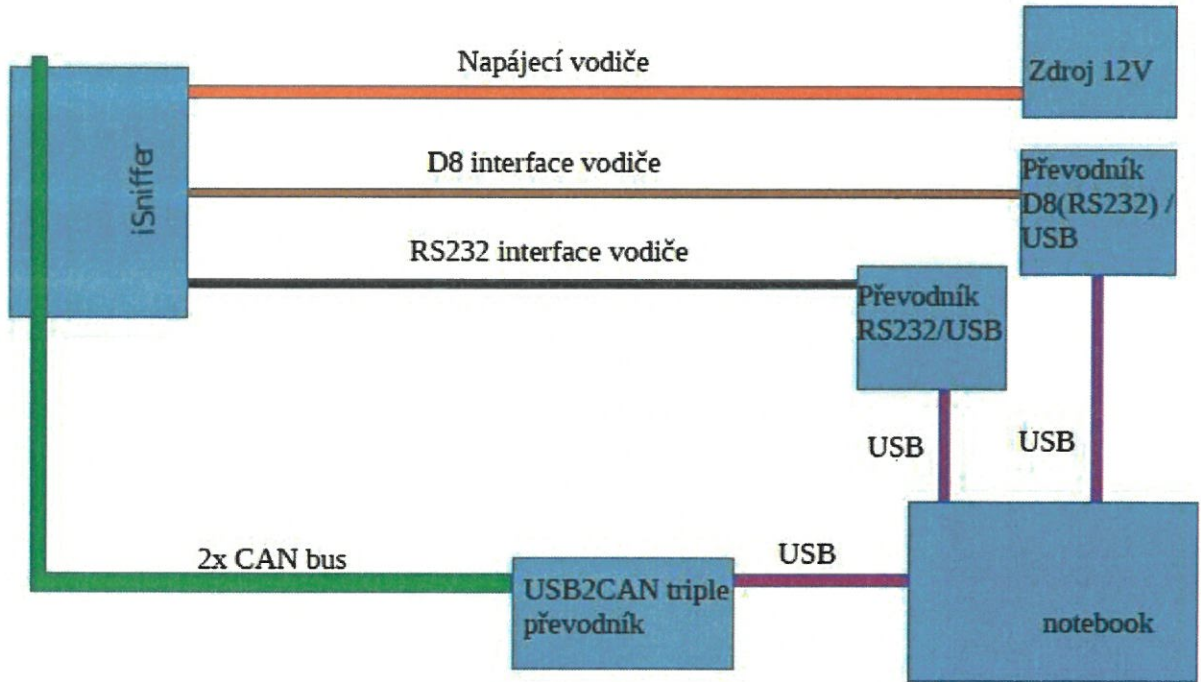 Napájecí vodiče
Zdroj 12V
iSniffer
D8 interface vodiče
Převodník
D8(RS232) /
USB
RS232 interface vodiče
Převodník
RS232/USB
USB
USB
2x CAN bus
USB2CAN triple
převodník
USB
notebook